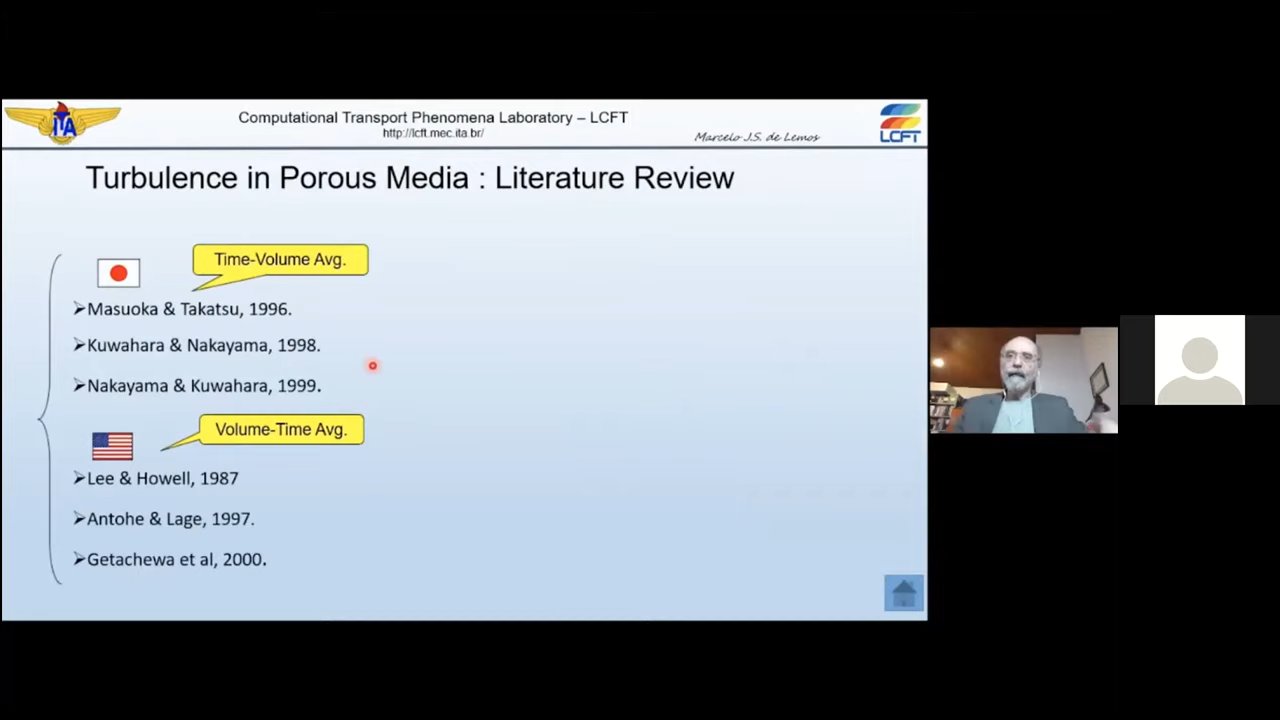 Computational Transport Phenomena Laboratory – LCFT
http://lcft.mec.ita.br/
Marcelo J.S. de Lemos
ITA
LCFT
Turbulence in Porous Media : Literature Review
Time-Volume Avg.
➢Masuoka & Takatsu, 1996.
➢Kuwahara & Nakayama, 1998.
➢Nakayama & Kuwahara, 1999.
Volume-Time Avg.
➢Lee & Howell, 1987
➢Antohe & Lage, 1997.
➢Getachewa et al, 2000.